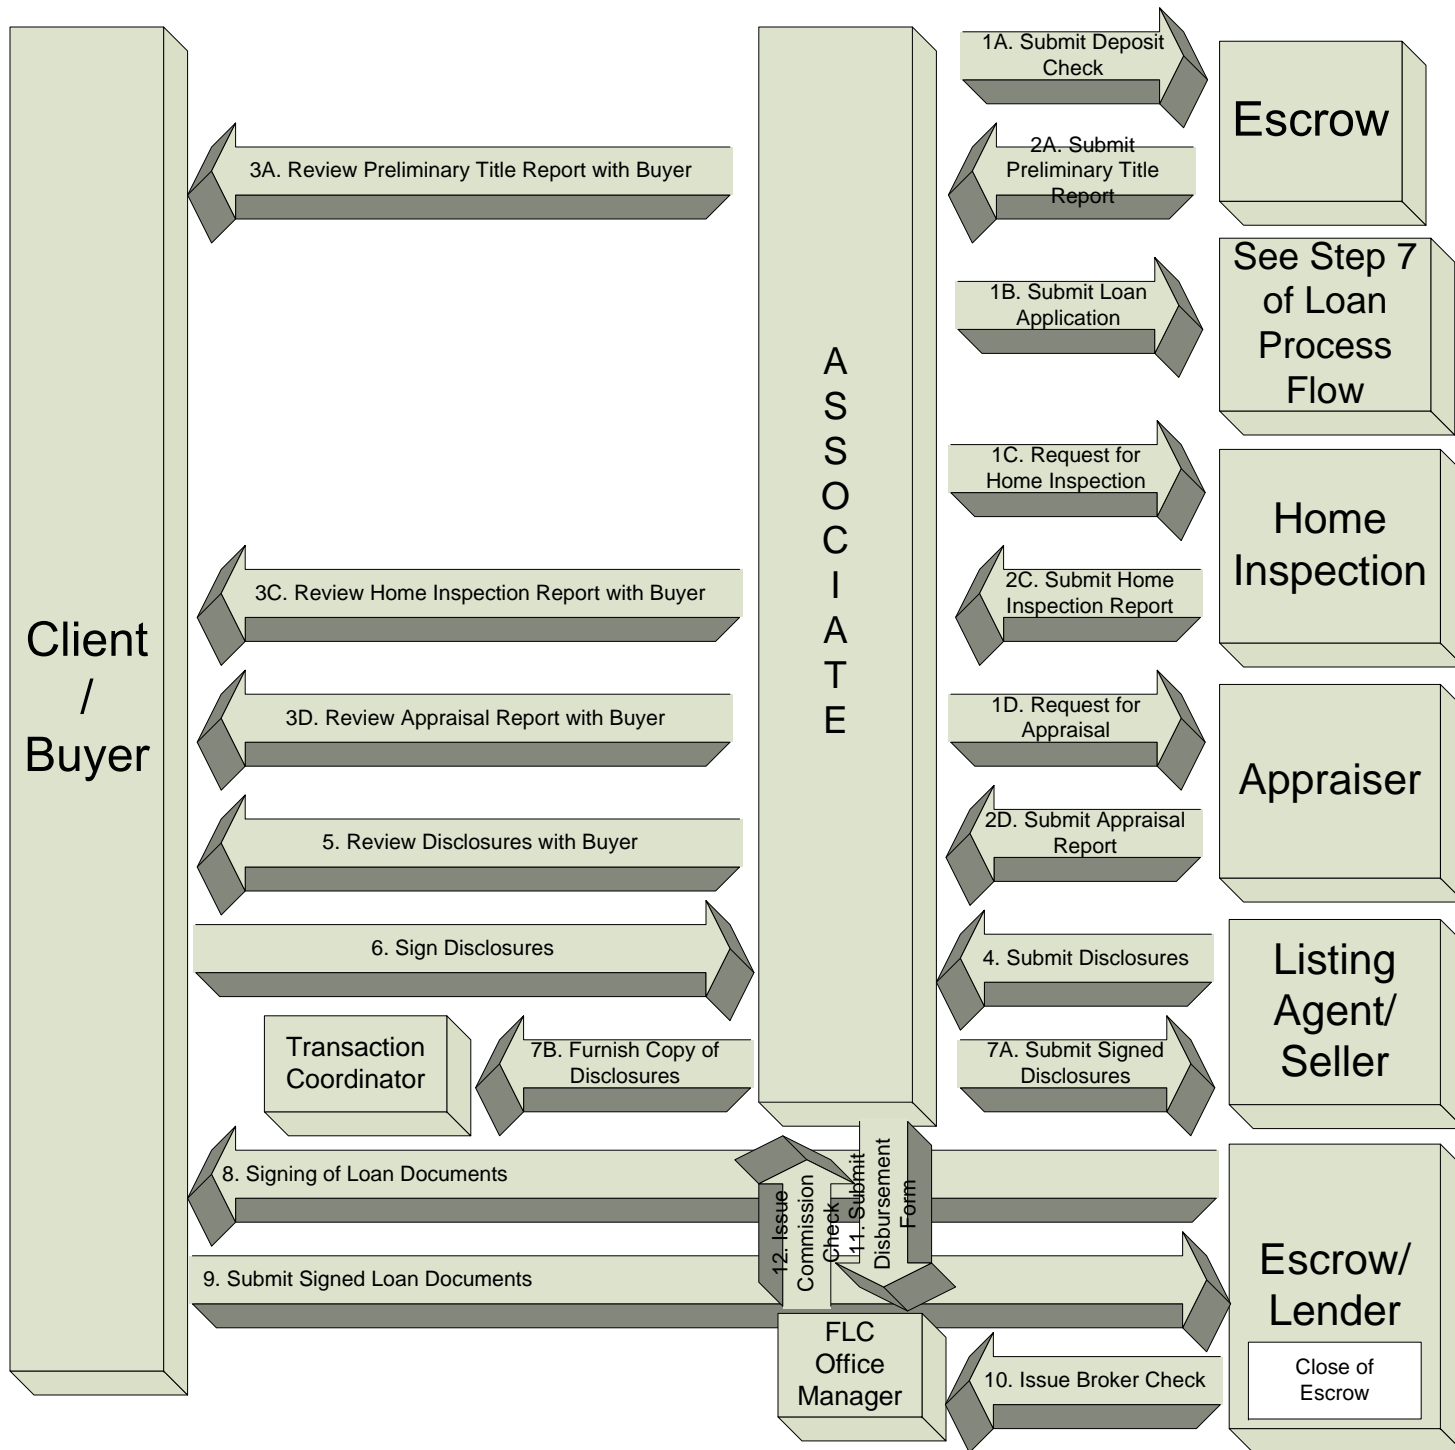 1A. Submit Deposit
Check
Escrow
2A. Submit
Preliminary Title
Report
3A. Review Preliminary Title Report with Buyer
1B. Submit Loan
Application
See Step 7
of Loan
Process
Flow
A
S
S
O
C
I
A
T
E
1C. Request for
Home Inspection
Home
Inspection
3C. Review Home Inspection Report with Buyer
2C. Submit Home
Inspection Report
Client
/
Buyer
3D. Review Appraisal Report with Buyer
1D. Request for
Appraisal
Appraiser
5. Review Disclosures with Buyer
2D. Submit Appraisal
Report
6. Sign Disclosures
4. Submit Disclosures
Listing
Agent/
Seller
Transaction
Coordinator
7B. Furnish Copy of
Disclosures
7A. Submit Signed
Disclosures
8. Signing of Loan Documents
12. Issue
Commission
Check
11. Submit
Disbursement
Form
9. Submit Signed Loan Documents
Escrow/
Lender
FLC
Office
Manager
10. Issue Broker Check
Close of
Escrow